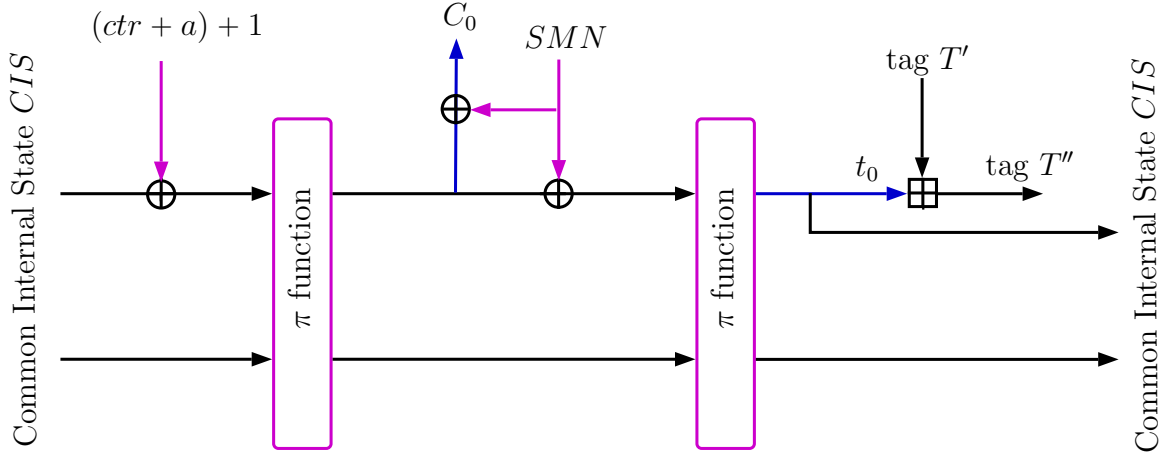 Common Internal State CIS
(ctr + a) + 1
π function
C₀
SMN
π function
t₀
tag T′
tag T″
Common Internal State CIS